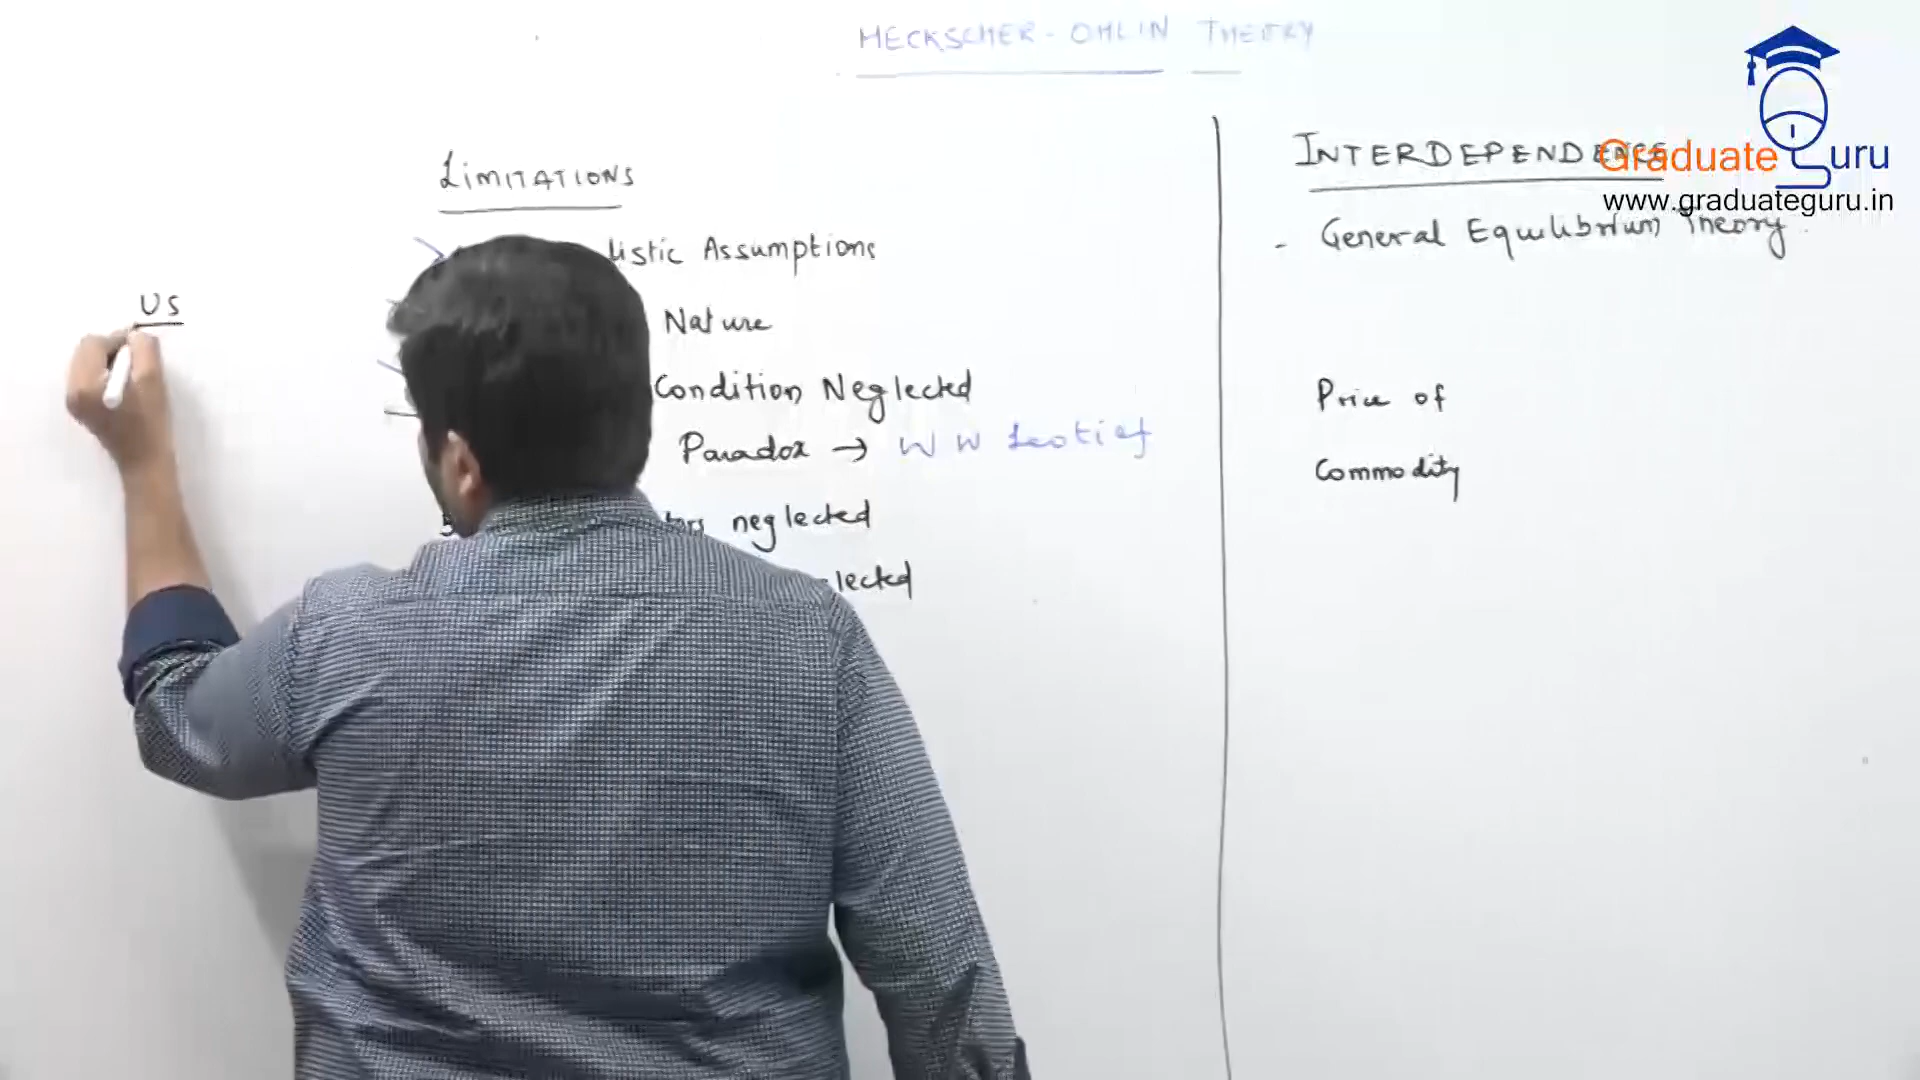 HECKSCHER - OHLIN THEORY
LIMITATIONS
listic Assumptions
Nature
Condition Neglected
Paradox → W W Leotief
neglected
lected
US
INTERDEPENDENCE
- General Equilibrium Theory
Price of
Commodity
Graduate Guru
www.graduateguru.in